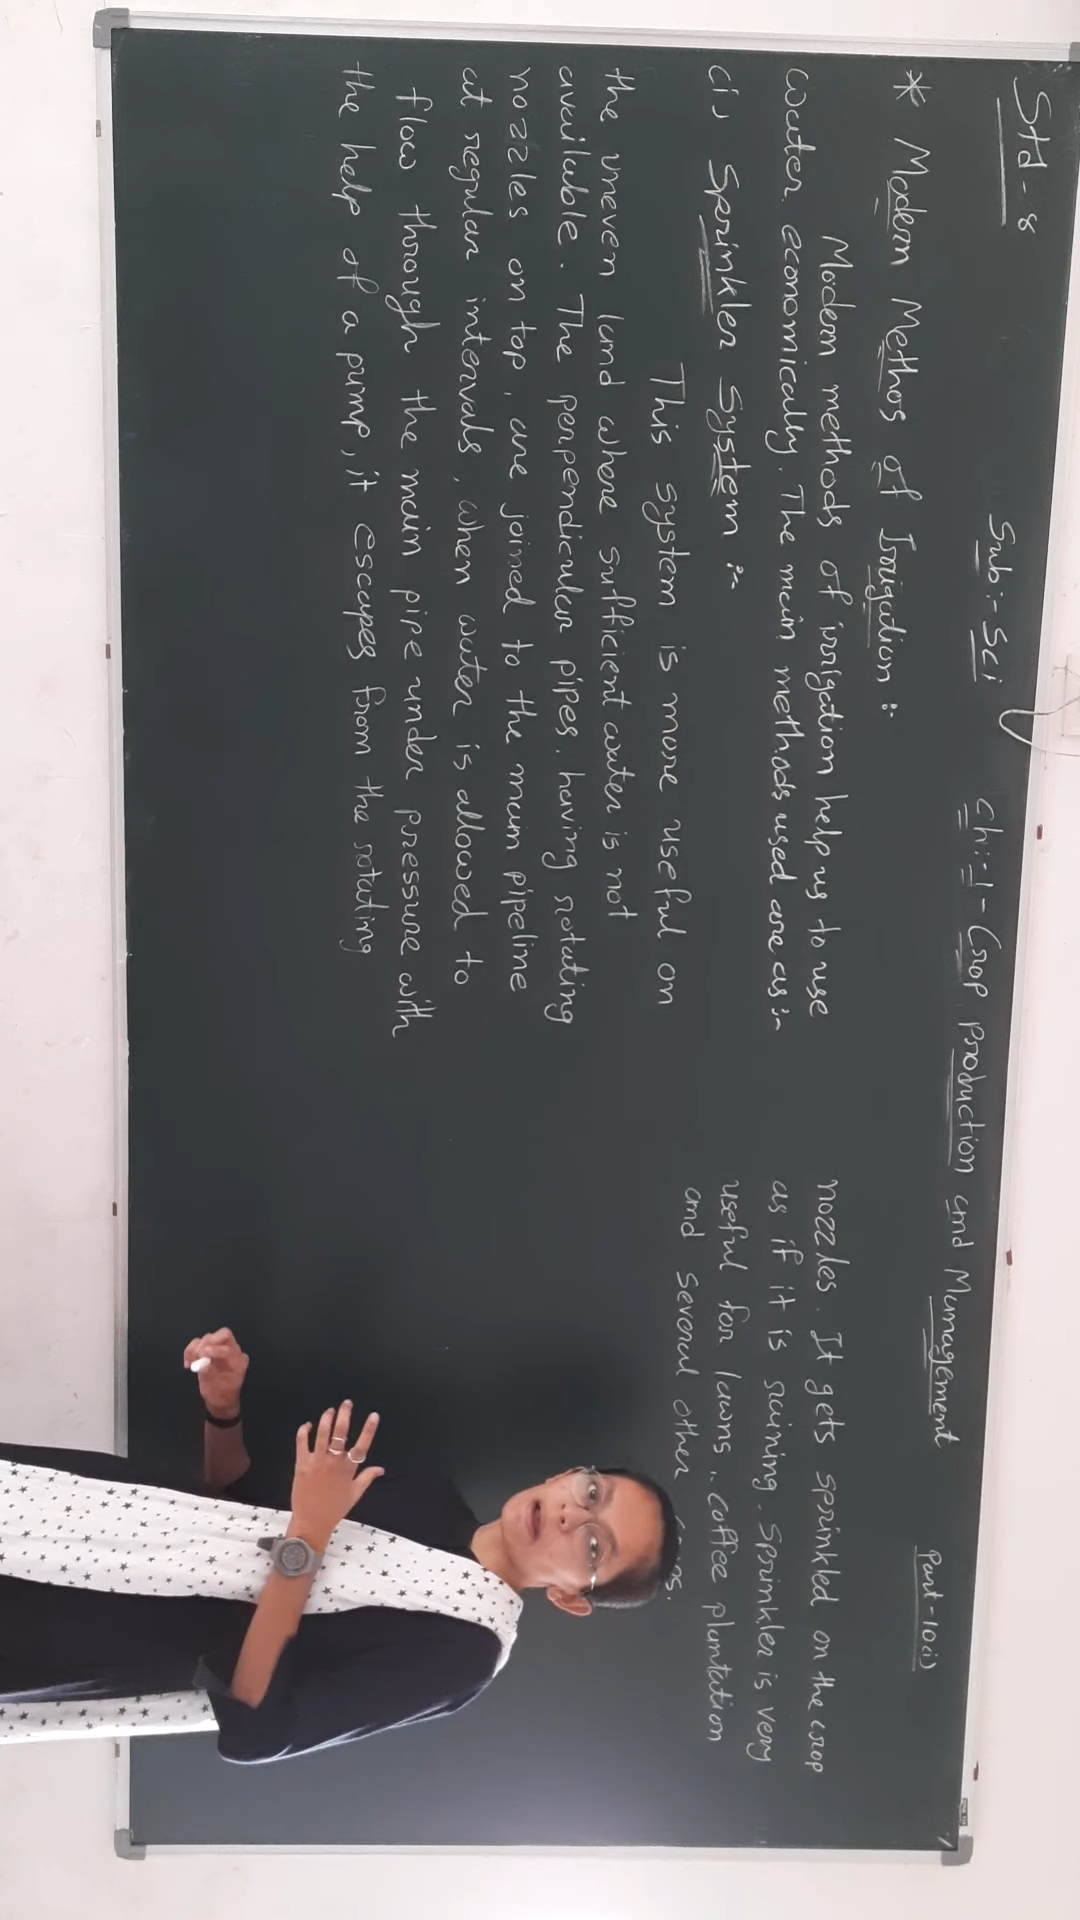 Std-8
Sub:- Sci
Ch:-1- Crop production and Management
Part-10(i)
* Modern Methos of Irrigation :-
Modern methods of irrigation help us to use
water economically. The main methods used are as :-
(i) Sprinkler System :-
This system is more useful on
the uneven land where sufficient water is not
available. The perpendicular pipes, having rotating
nozzles on top, are joined to the main pipeline
at regular intervals, when water is allowed to
flow through the main pipe under pressure with
the help of a pump, it escapes from the rotating
nozzles. It gets sprinkled on the crop
as if it is raining. Sprinkler is very
useful for lawns, coffee plantation
and several other